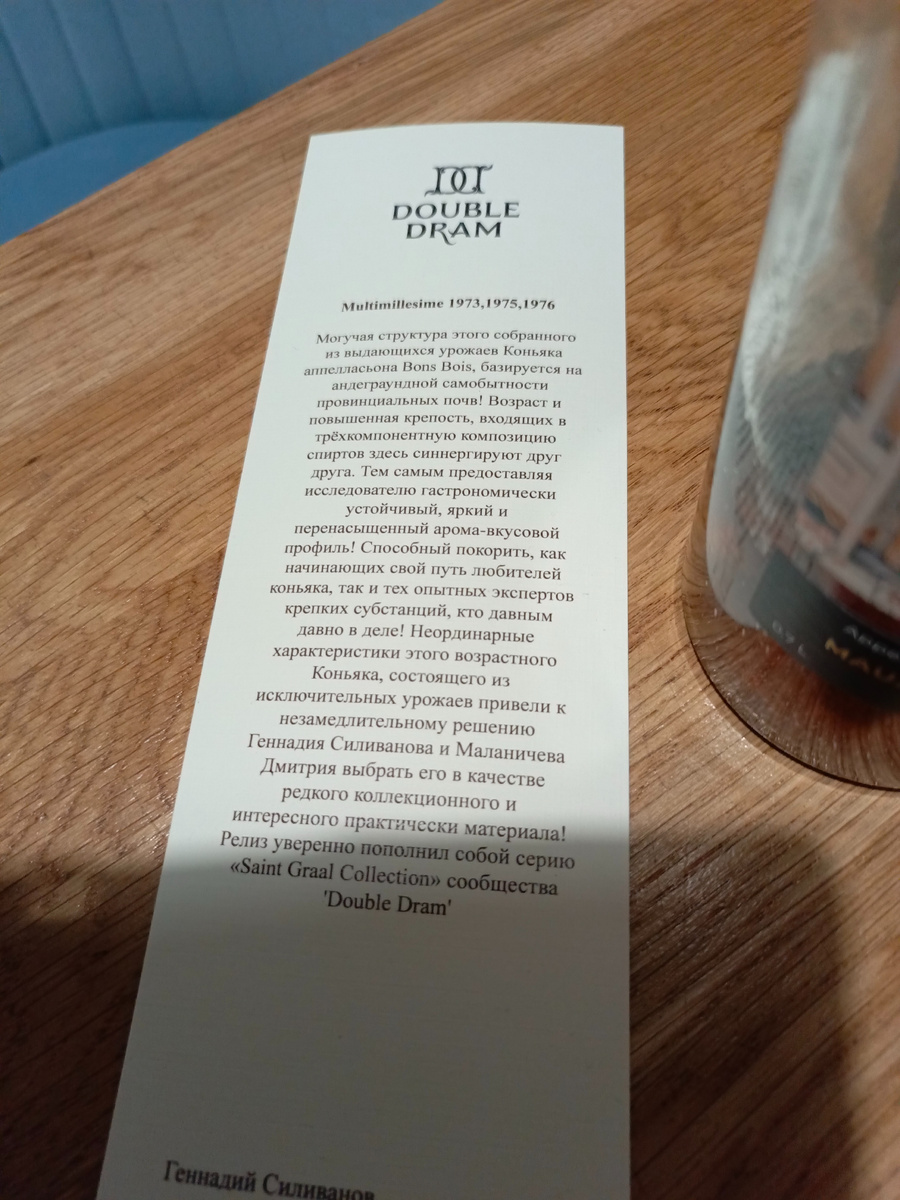 DOUBLE
DRAM
Multimillesime 1973,1975,1976
Могучая структура этого собранного
из выдающихся урожаев Коньяка
аппелласьона Bons Bois, базируется на
андеграундной самобытности
провинциальных почв! Возраст и
повышенная крепость, входящих в
трёхкомпонентную композицию
спиртов здесь синнергируют друг
друга. Тем самым предоставляя
исследователю гастрономически
устойчивый, яркий и
перенасыщенный арома-вкусовой
профиль! Способный покорить, как
начинающих свой путь любителей
коньяка, так и тех опытных экспертов
крепких субстанций, кто давным
давно в деле! Неординарные
характеристики этого возрастного
Коньяка, состоящего из
исключительных урожаев привели к
незамедлительному решению
Геннадия Силиванова и Маланичева
Дмитрия выбрать его в качестве
редкого коллекционного и
интересного практически материала!
Релиз уверенно пополнил собой серию
«Saint Graal Collection» сообщества
'Double Dram'
Геннадий Силиванов